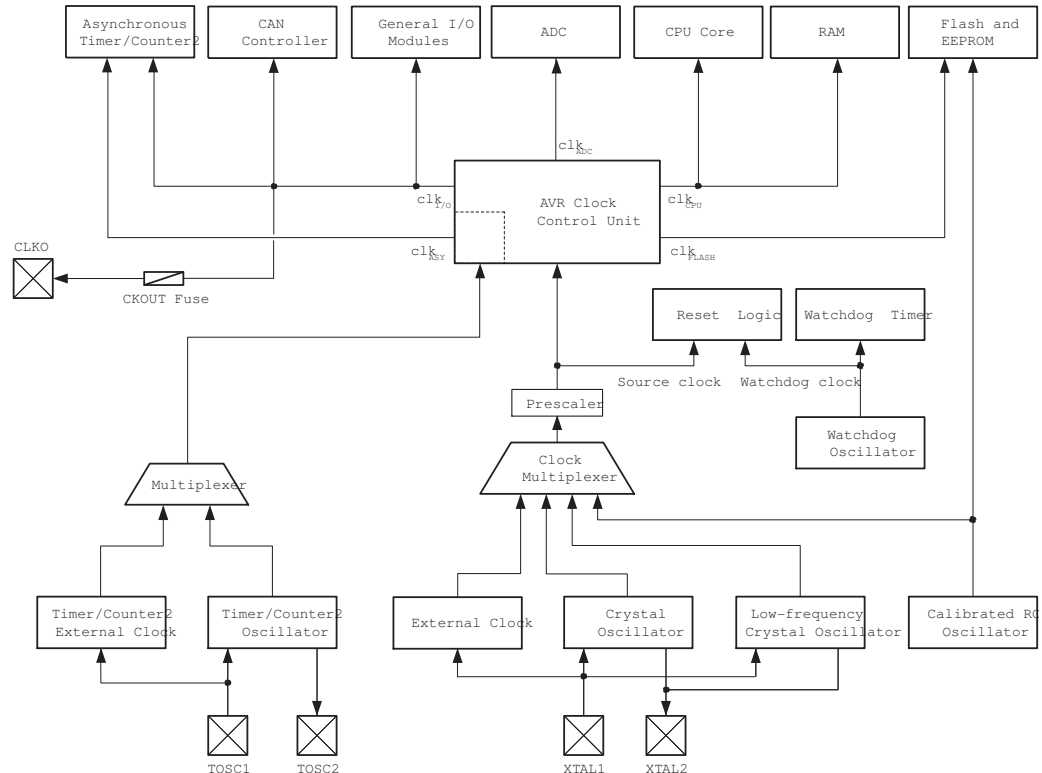 Asynchronous
Timer/Counter2
CAN
Controller
General I/O
Modules
ADC
CPU Core
RAM
Flash and
EEPROM
clkADC
clkI/O
AVR Clock
Control Unit
clkCPU
clkASY
clkFLASH
CLKO
CKOUT Fuse
Reset Logic
Watchdog Timer
Source clock
Watchdog clock
Prescaler
Watchdog
Oscillator
Clock
Multiplexer
Multiplexer
Timer/Counter2
External Clock
Timer/Counter2
Oscillator
External Clock
Crystal
Oscillator
Low-frequency
Crystal Oscillator
Calibrated RC
Oscillator
TOSC1
TOSC2
XTAL1
XTAL2